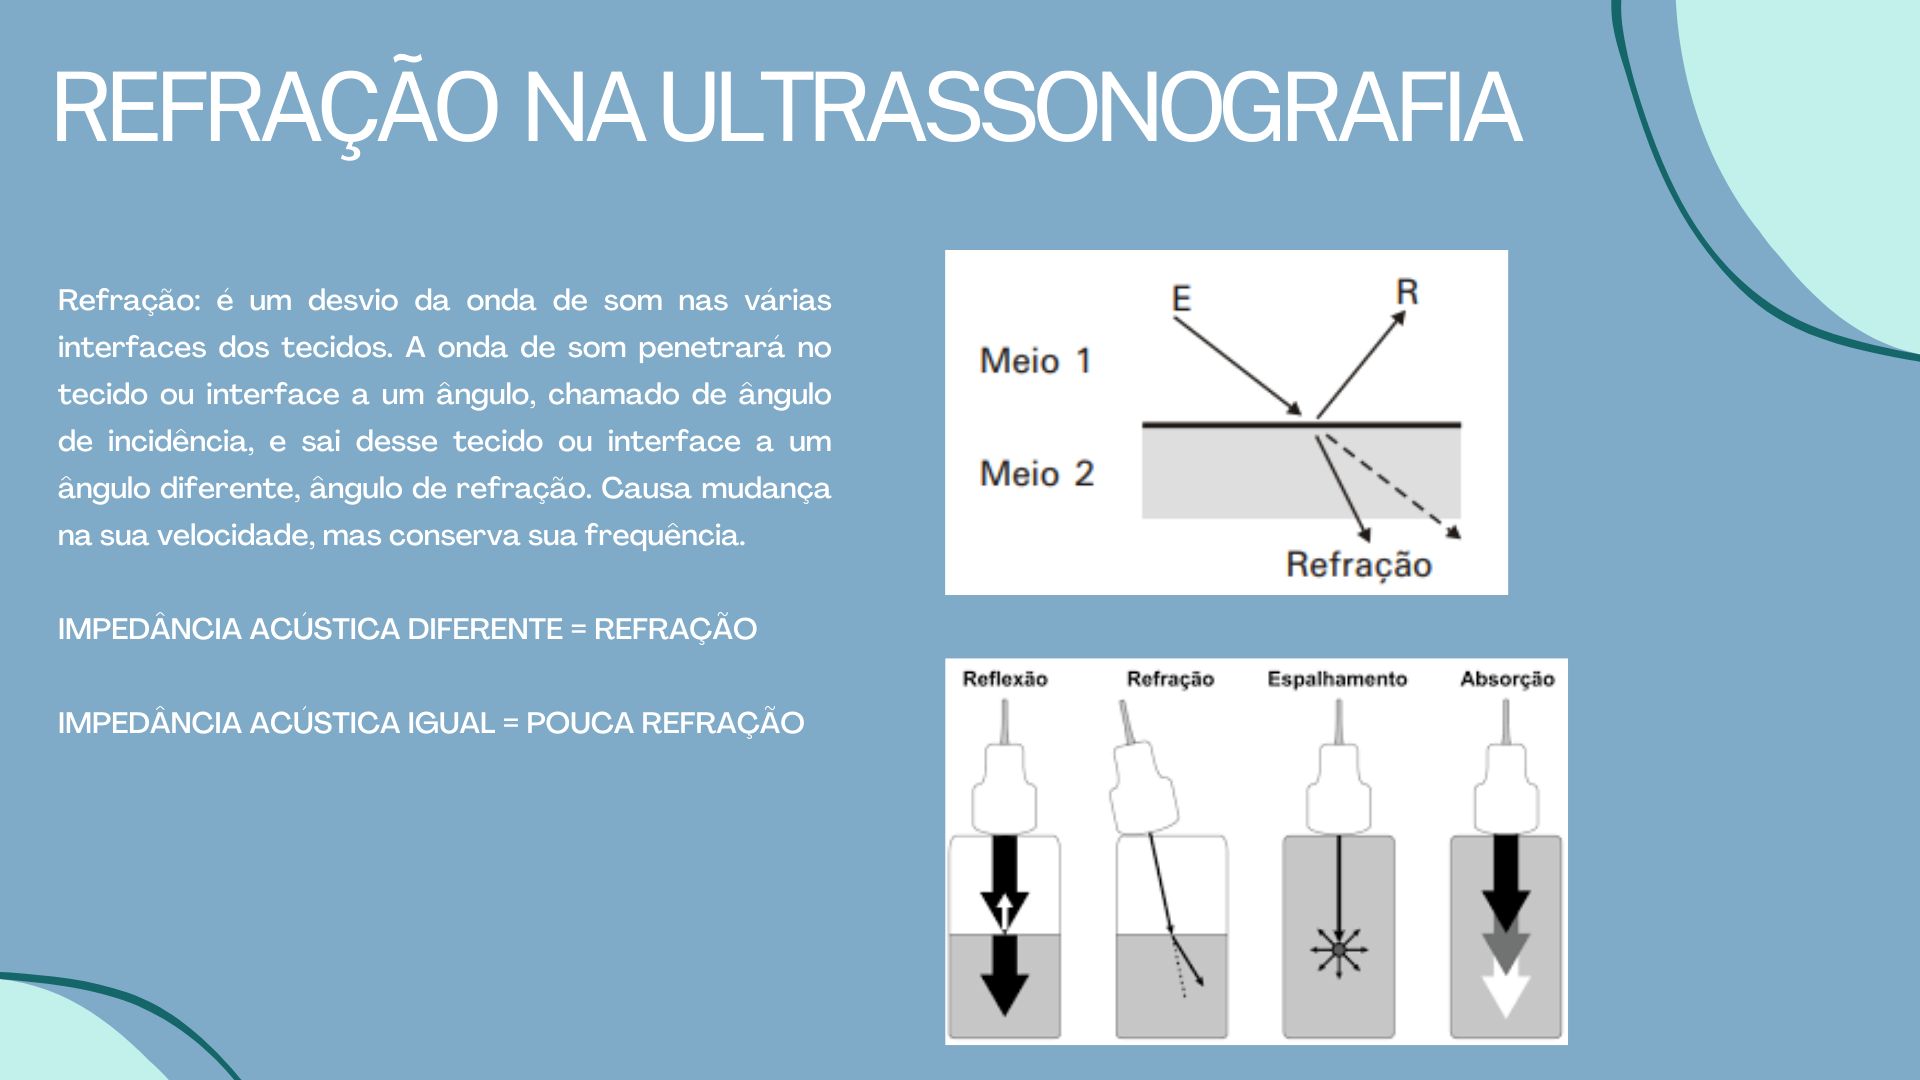 REFRAÇÃO NA ULTRASSONOGRAFIA
Refração: é um desvio da onda de som nas várias
interfaces dos tecidos. A onda de som penetrará no
tecido ou interface a um ângulo, chamado de ângulo
de incidência, e sai desse tecido ou interface a um
ângulo diferente, ângulo de refração. Causa mudança
na sua velocidade, mas conserva sua frequência.
IMPEDÂNCIA ACÚSTICA DIFERENTE = REFRAÇÃO
IMPEDÂNCIA ACÚSTICA IGUAL = POUCA REFRAÇÃO
E
R
Meio 1
Meio 2
Refração
Reflexão
Refração
Espalhamento
Absorção